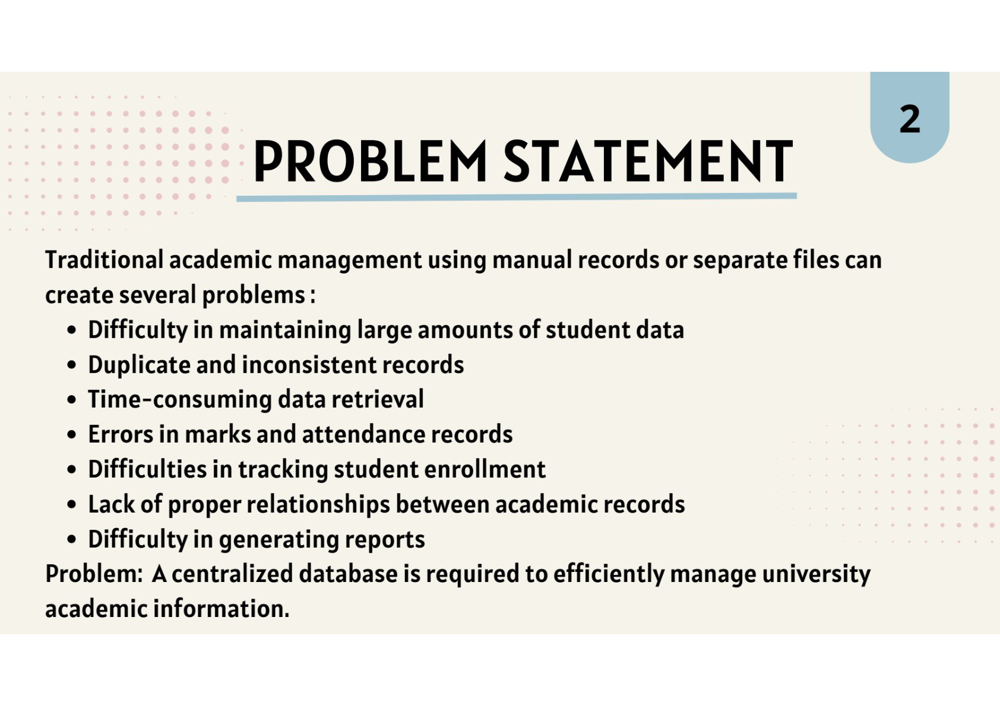 2
PROBLEM STATEMENT
Traditional academic management using manual records or separate files can
create several problems :
• Difficulty in maintaining large amounts of student data
• Duplicate and inconsistent records
• Time-consuming data retrieval
• Errors in marks and attendance records
• Difficulties in tracking student enrollment
• Lack of proper relationships between academic records
• Difficulty in generating reports
Problem:  A centralized database is required to efficiently manage university
academic information.